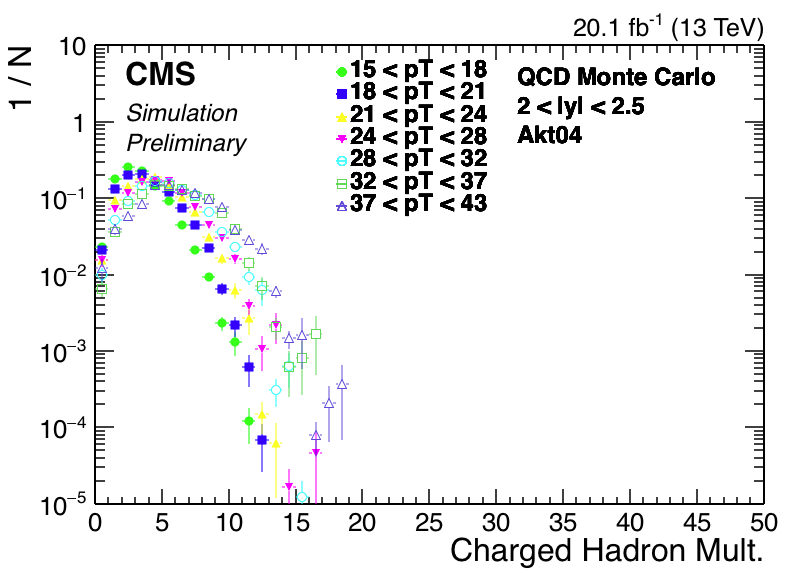 20.1 fb⁻¹ (13 TeV)
1 / N
10
1
10⁻¹
10⁻²
10⁻³
10⁻⁴
10⁻⁵
CMS
Simulation
Preliminary
15 < pT < 18
18 < pT < 21
21 < pT < 24
24 < pT < 28
28 < pT < 32
32 < pT < 37
37 < pT < 43
QCD Monte Carlo
2 < lyl < 2.5
Akt04
0 5 10 15 20 25 30 35 40 45 50
Charged Hadron Mult.